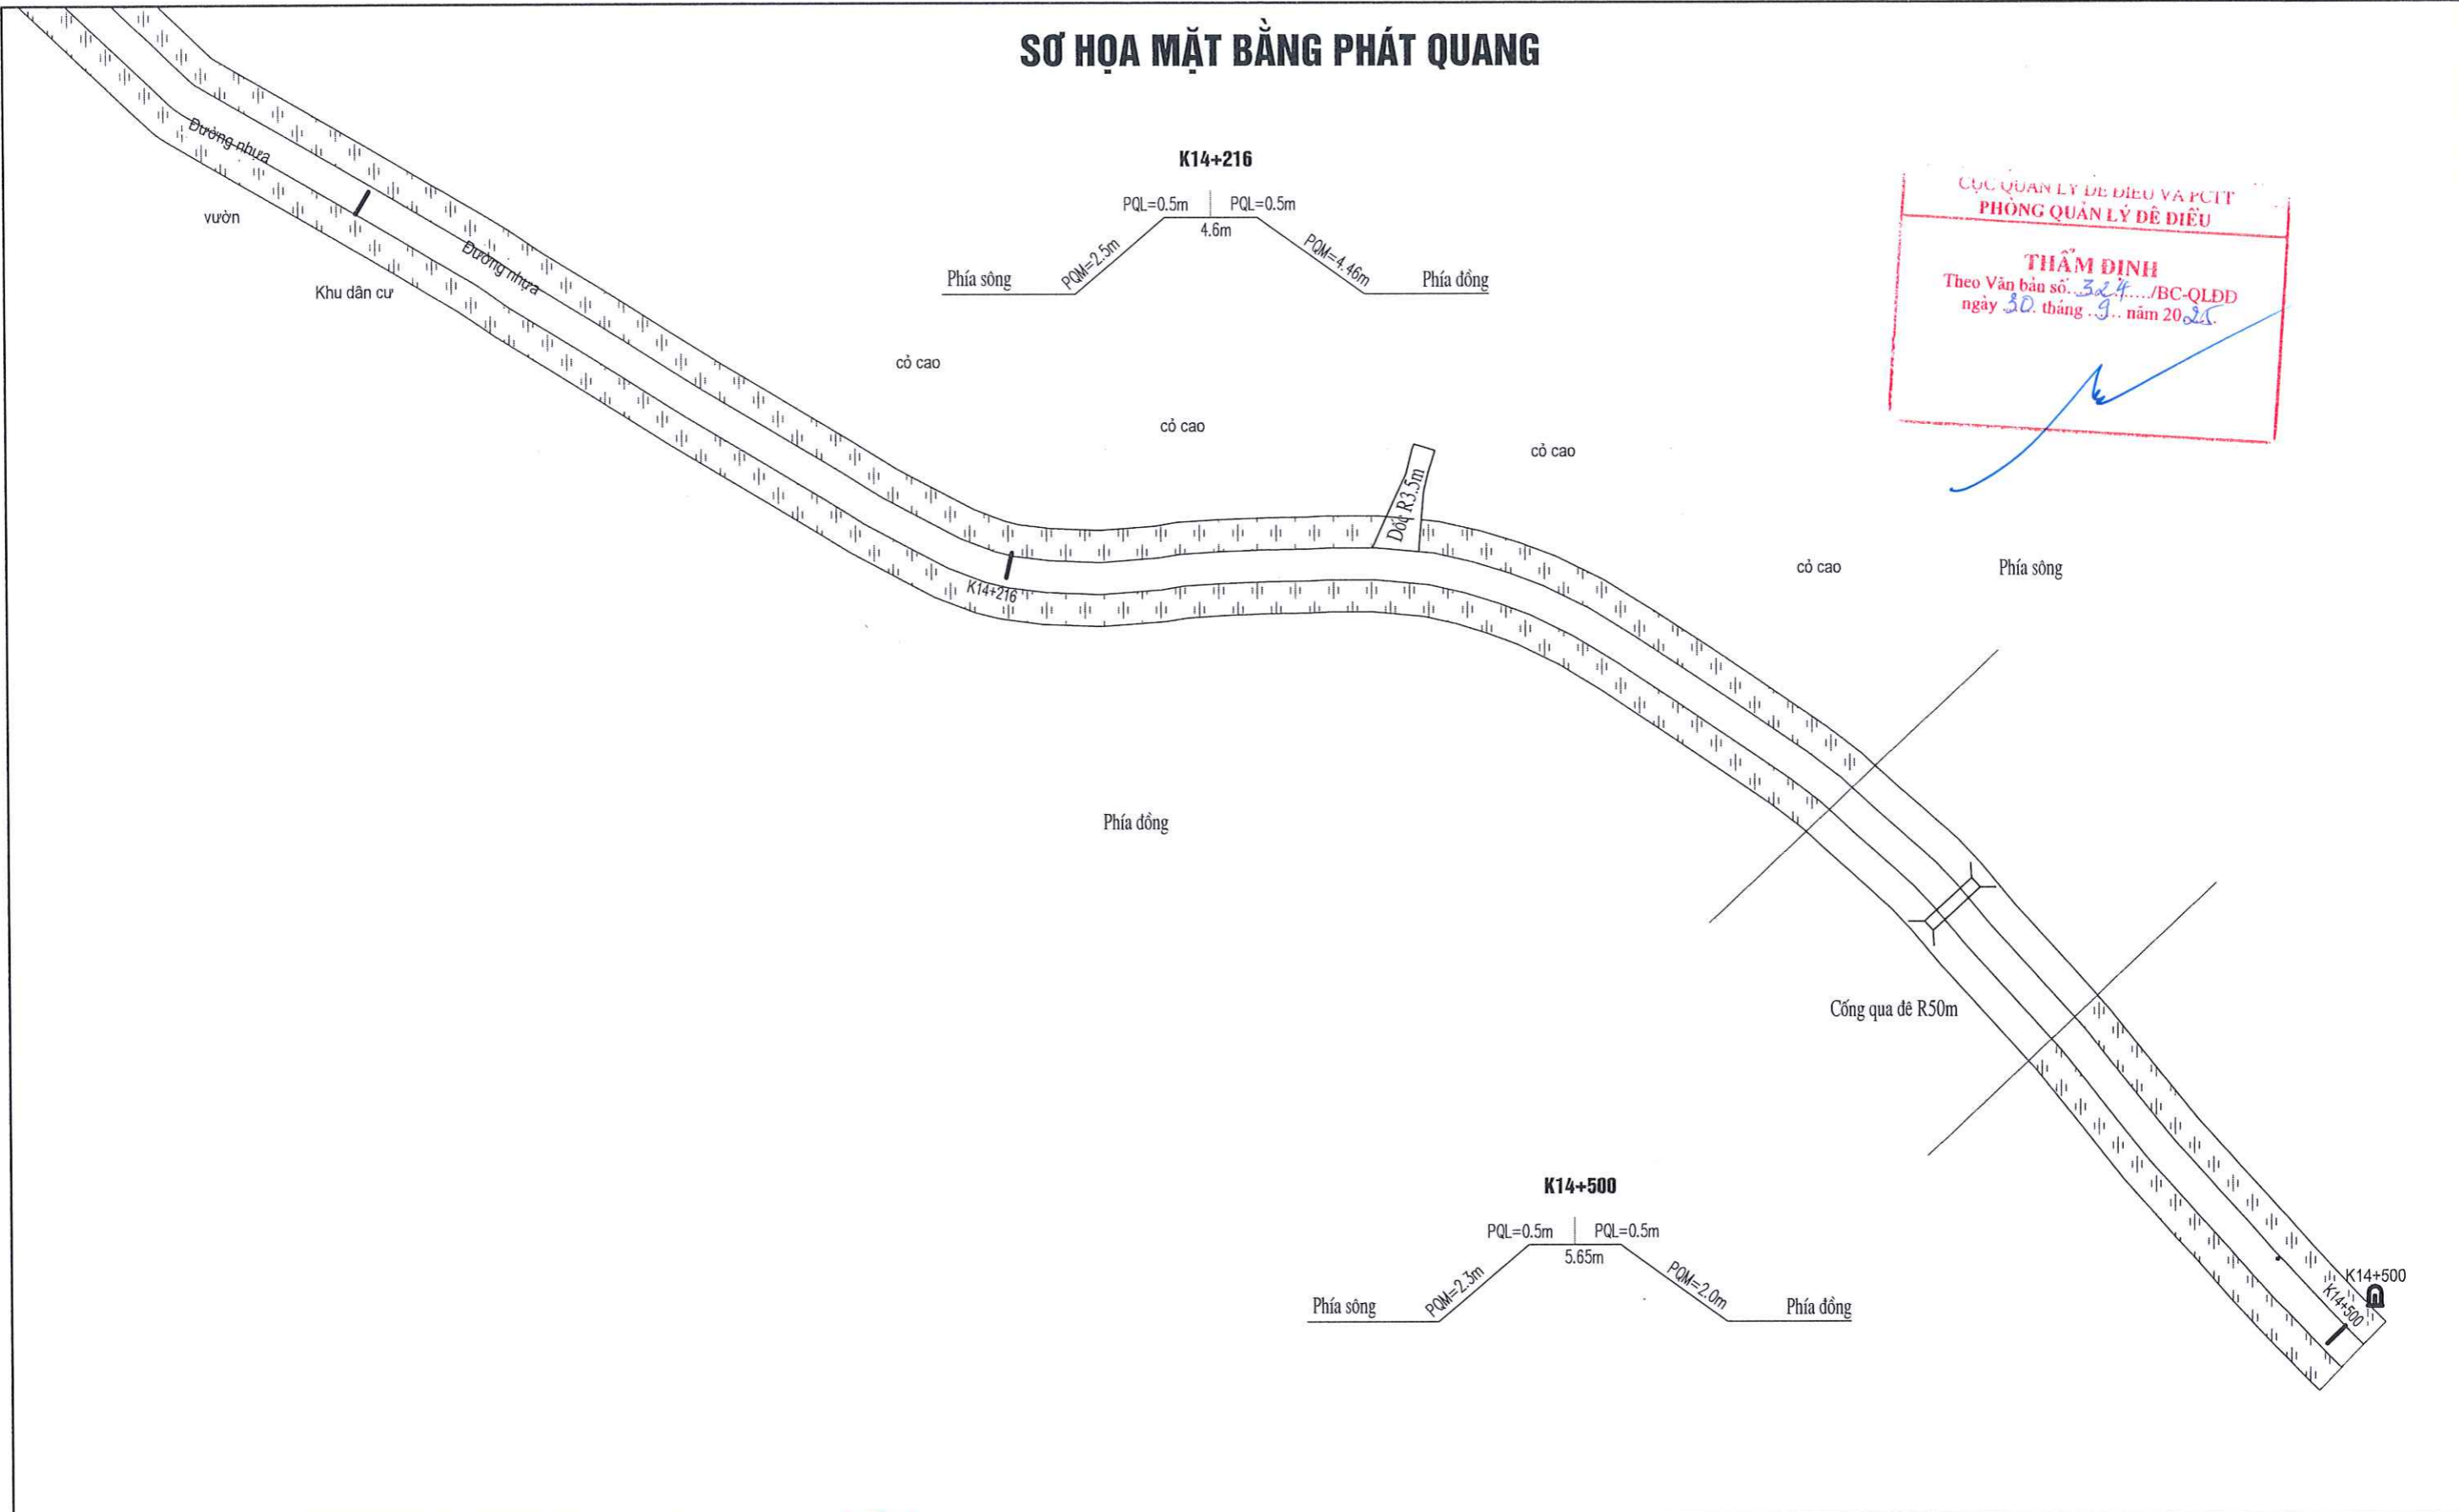 SƠ HỌA MẶT BẰNG PHÁT QUANG
K14+216
PQL=0.5m PQL=0.5m
4.6m
PQM=2.5m
PQM=4.46m
Phía sông
Phía đồng
CỤC QUẢN LÝ ĐÊ ĐIỀU VÀ PCTT
PHÒNG QUẢN LÝ ĐÊ ĐIỀU
THẨM ĐỊNH
Theo Văn bản số...324...../BC-QLĐD
ngày 30. tháng ..9... năm 2025.
Đường nhựa
vườn
Đường nhựa
Khu dân cư
cỏ cao
cỏ cao
cỏ cao
Dốc R3.5m
cỏ cao
Phía sông
K14+216
Phía đồng
Cống qua đê R50m
K14+500
PQL=0.5m PQL=0.5m
5.65m
PQM=2.3m
PQM=2.0m
Phía sông
Phía đồng
K14+500
K14+500